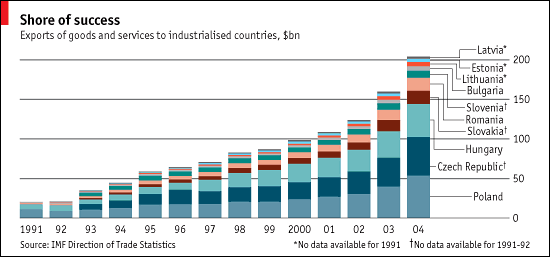 Shore of success
Exports of goods and services to industrialised countries, $bn
Latvia*
Estonia*
Lithuania*
Bulgaria
Slovenia†
Romania
Slovakia†
Hungary
Czech Republic†
Poland
200
150
100
50
0
1991 92 93 94 95 96 97 98 99 2000 01 02 03 04
Source: IMF Direction of Trade Statistics
*No data available for 1991 †No data available for 1991-92